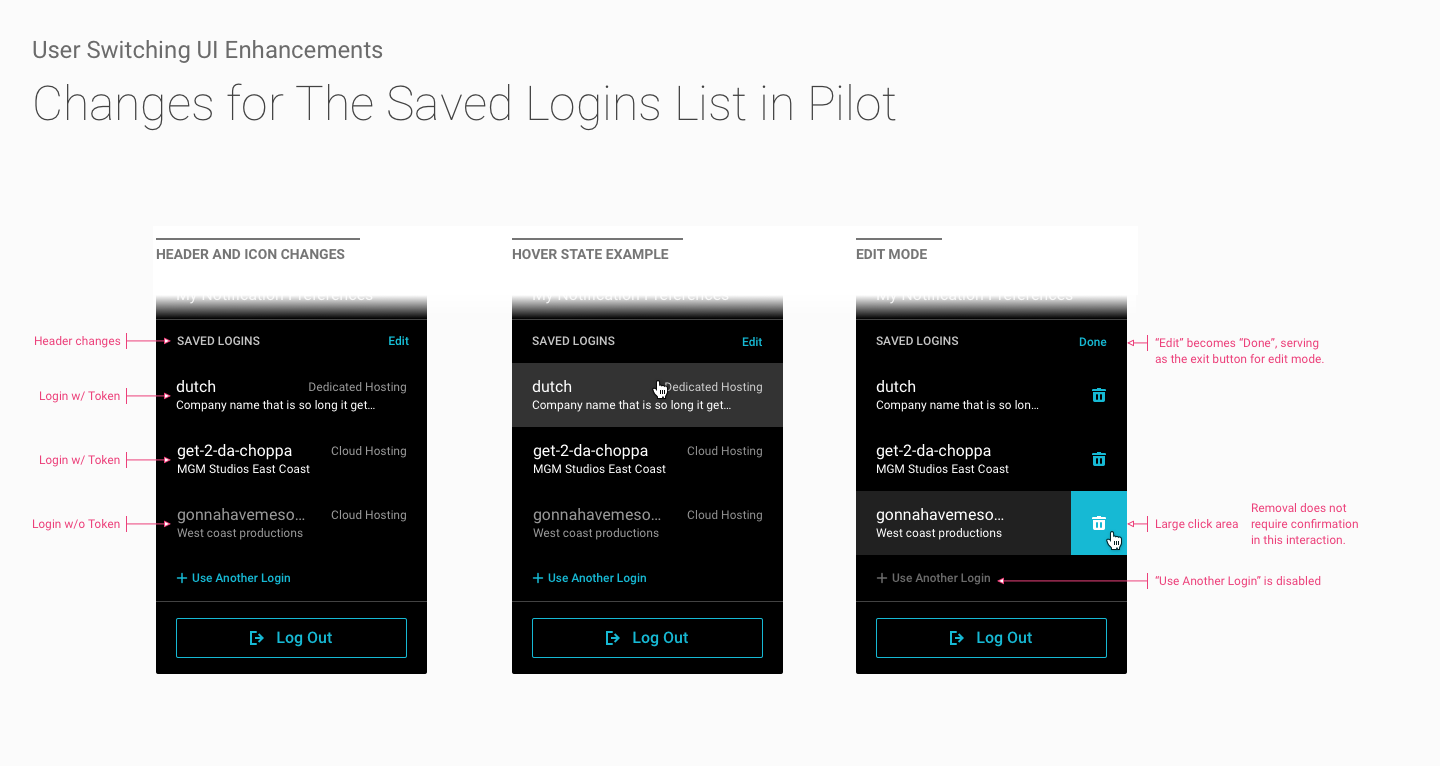 User Switching UI Enhancements
Changes for The Saved Logins List in Pilot
HEADER AND ICON CHANGES
My Notification Preferences
Header changes
SAVED LOGINS
Edit
Login w/ Token
dutch
Dedicated Hosting
Company name that is so long it get…
Login w/ Token
get-2-da-choppa
Cloud Hosting
MGM Studios East Coast
Login w/o Token
gonnahavemeso…
Cloud Hosting
West coast productions
+ Use Another Login
Log Out
HOVER STATE EXAMPLE
My Notification Preferences
SAVED LOGINS
Edit
dutch
Dedicated Hosting
Company name that is so long it get…
get-2-da-choppa
Cloud Hosting
MGM Studios East Coast
gonnahavemeso…
Cloud Hosting
West coast productions
+ Use Another Login
Log Out
EDIT MODE
My Notification Preferences
SAVED LOGINS
Done
“Edit” becomes “Done”, serving
as the exit button for edit mode.
dutch
Company name that is so lon…
get-2-da-choppa
MGM Studios East Coast
gonnahavemeso…
West coast productions
Large click area
Removal does not
require confirmation
in this interaction.
+ Use Another Login
“Use Another Login” is disabled
Log Out